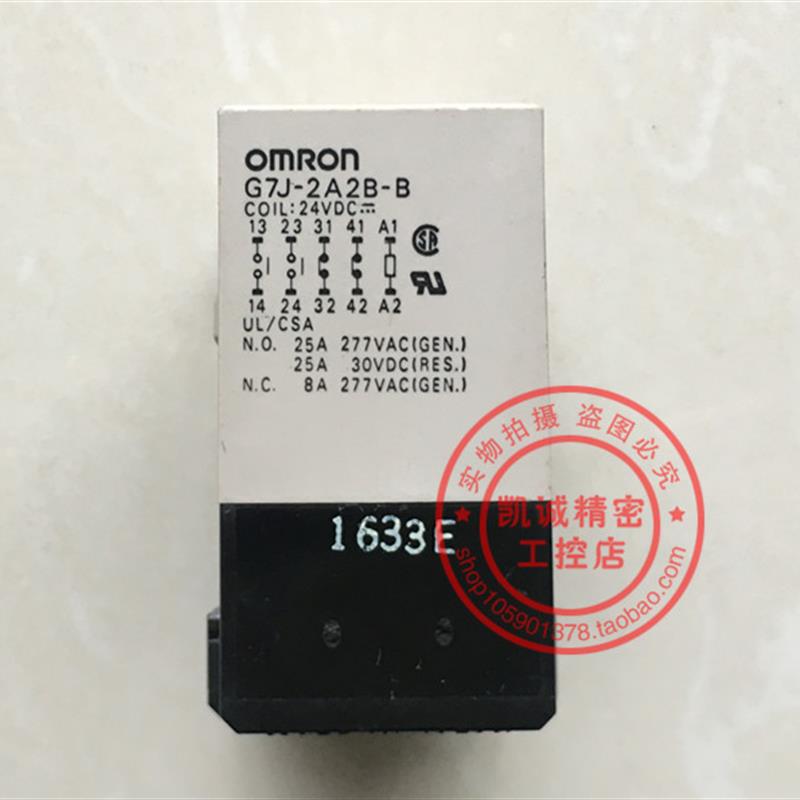 OMRON
G7J-2A2B-B
COIL:24VDC⎓
13 23 31 41 A1
14 24 32 42 A2
UL/CSA
N.O. 25A 277VAC(GEN.)
25A 30VDC(RES.)
N.C. 8A 277VAC(GEN.)
1633E
实物拍摄 盗图必究
凯诚精密
工控店
shop105901378.taobao.com